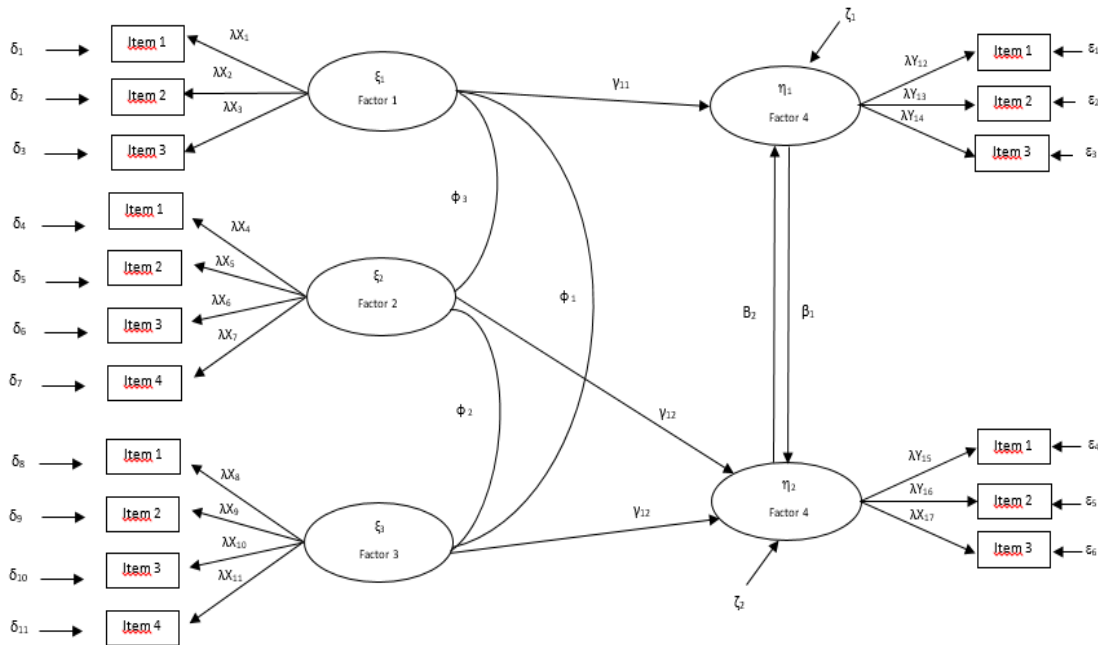 δ₁
Item 1
λX₁
δ₂
Item 2
λX₂
δ₃
Item 3
λX₃
ξ₁
Factor 1
δ₄
Item 1
λX₄
δ₅
Item 2
λX₅
δ₆
Item 3
λX₆
δ₇
Item 4
λX₇
ξ₂
Factor 2
δ₈
Item 1
λX₈
δ₉
Item 2
λX₉
δ₁₀
Item 3
λX₁₀
δ₁₁
Item 4
λX₁₁
ξ₃
Factor 3
ϕ ₃
ϕ ₁
ϕ ₂
γ₁₁
γ₁₂
γ₁₂
ζ₁
η₁
Factor 4
B₂
β₁
η₂
Factor 4
ζ₂
λY₁₂
Item 1
ε₁
λY₁₃
Item 2
ε₂
λY₁₄
Item 3
ε₃
λY₁₅
Item 1
ε₄
λY₁₆
Item 2
ε₅
λX₁₇
Item 3
ε₆